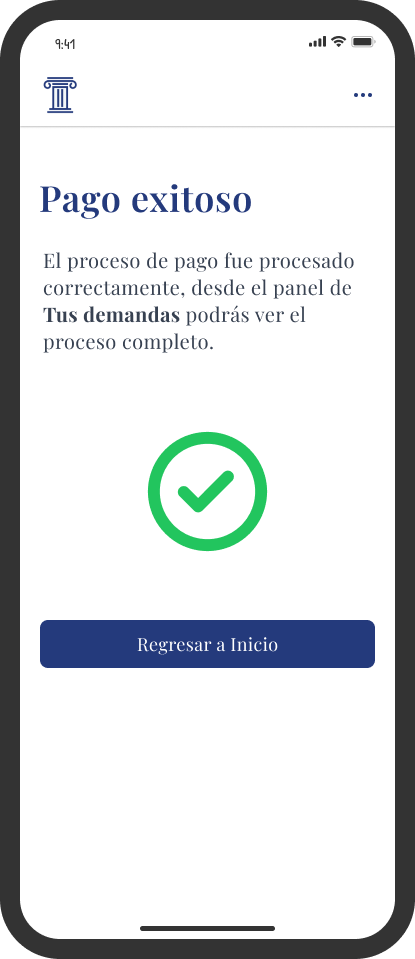 9:41
Pago exitoso
El proceso de pago fue procesado
correctamente, desde el panel de
Tus demandas podrás ver el
proceso completo.
Regresar a Inicio